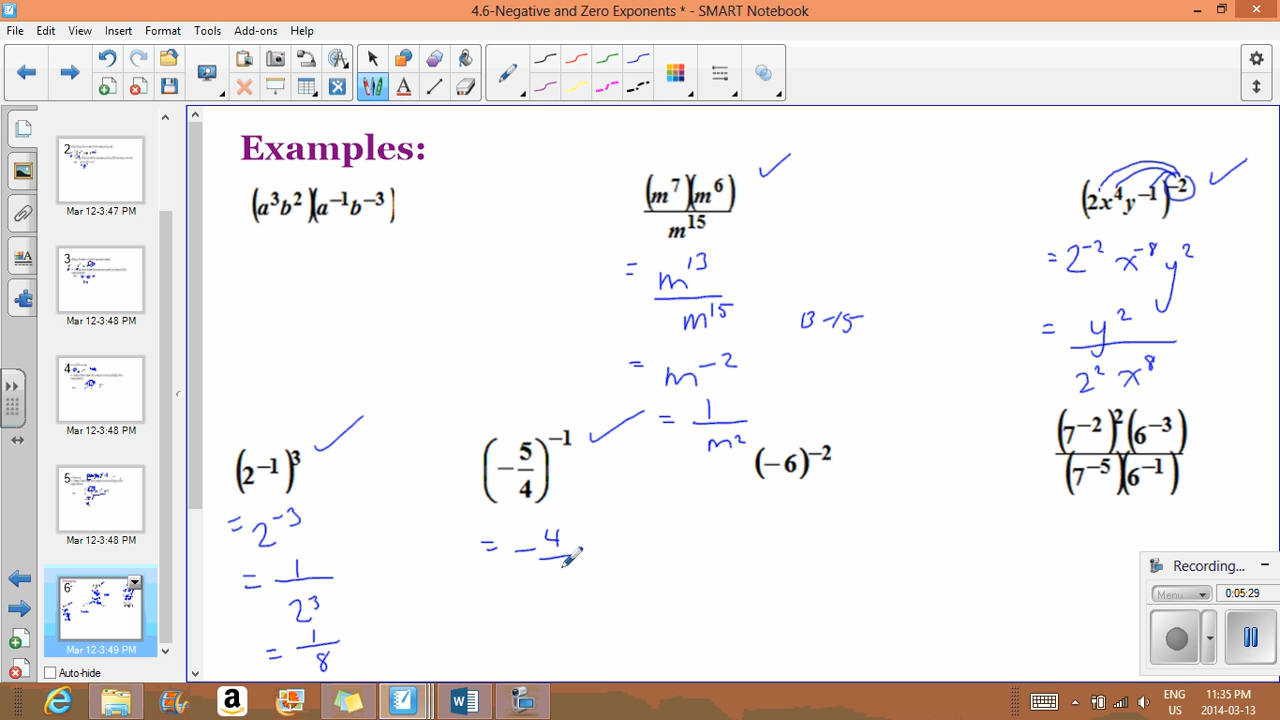 4.6-Negative and Zero Exponents * - SMART Notebook
File Edit View Insert Format Tools Add-ons Help
2
Mar 12-3:47 PM
3
Mar 12-3:48 PM
4
Mar 12-3:48 PM
5
Mar 12-3:48 PM
6
Mar 12-3:49 PM
Auto-hide
Examples:
(a³b²)(a⁻¹b⁻³)
(m⁷)(m⁶)
m¹⁵
= m¹³
m¹⁵
13-15
= m⁻²
= 1
m²
(2x⁴y⁻¹)⁻²
= 2⁻² x⁻⁸ y²
= y²
2² x⁸
(2⁻¹)³
= 2⁻³
= 1
2³
= 1
8
(-5/4)⁻¹
= - 4
(-6)⁻²
(7⁻²)²(6⁻³)
(7⁻⁵)(6⁻¹)
Recording...
Menu
0:05:29
a
W
ENG
US
11:35 PM
2014-03-13